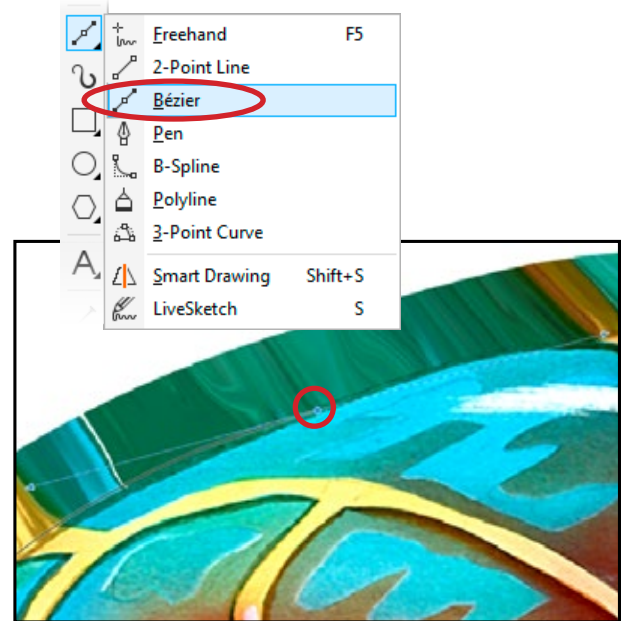 Freehand F5
2-Point Line
Bézier
Pen
B-Spline
Polyline
3-Point Curve
Smart Drawing Shift+S
LiveSketch S